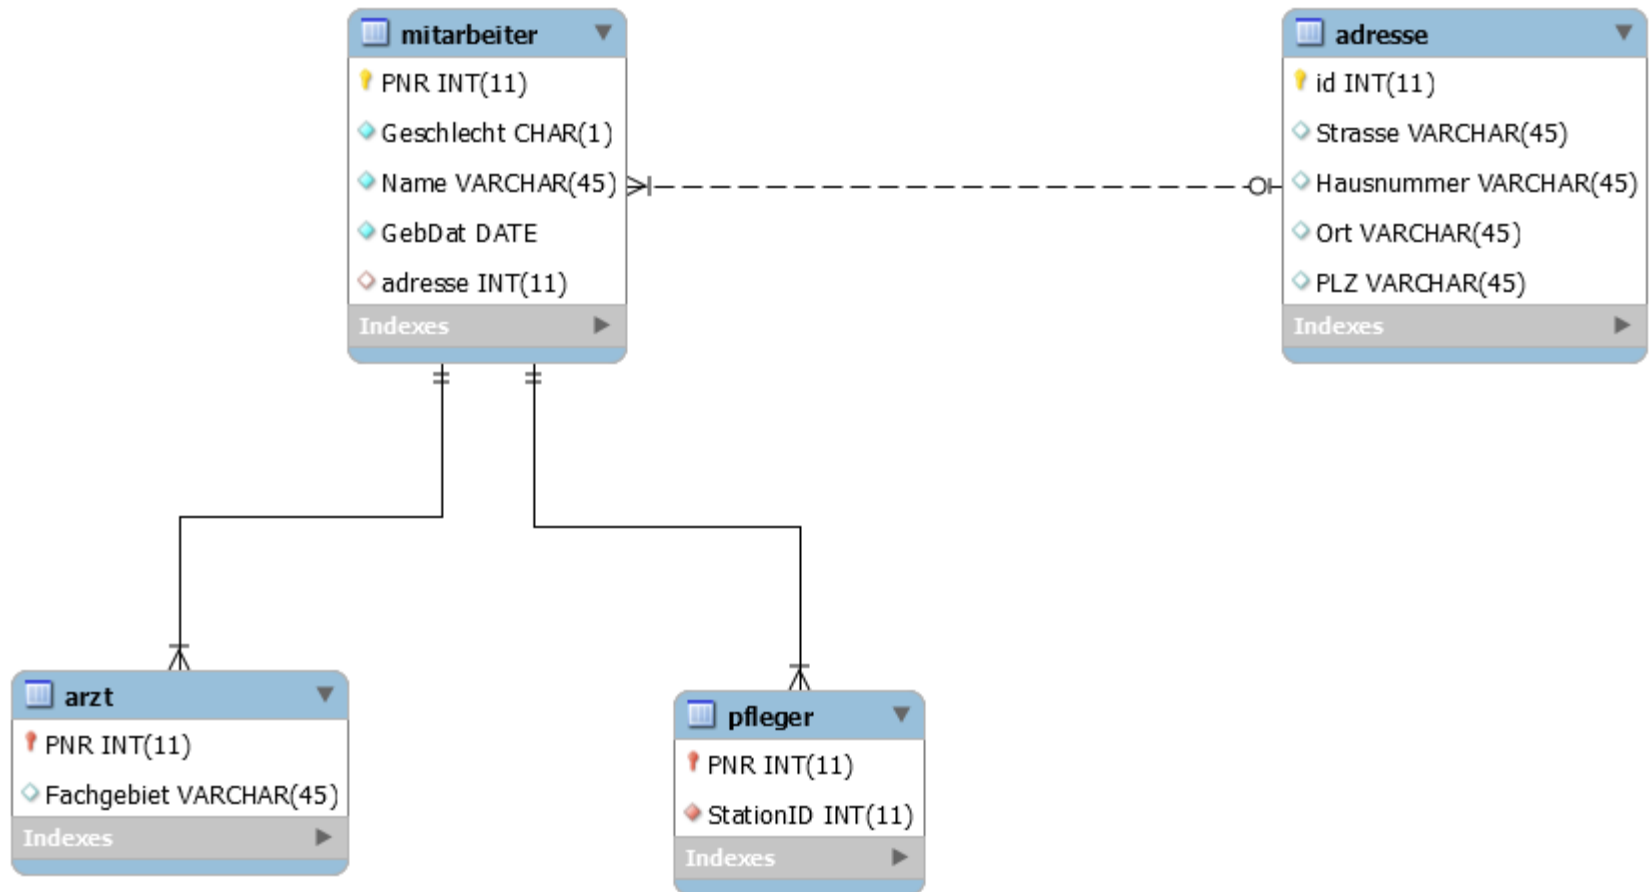 mitarbeiter
PNR INT(11)
Geschlecht CHAR(1)
Name VARCHAR(45)
GebDat DATE
adresse INT(11)
Indexes
adresse
id INT(11)
Strasse VARCHAR(45)
Hausnummer VARCHAR(45)
Ort VARCHAR(45)
PLZ VARCHAR(45)
Indexes
arzt
PNR INT(11)
Fachgebiet VARCHAR(45)
Indexes
pfleger
PNR INT(11)
StationID INT(11)
Indexes